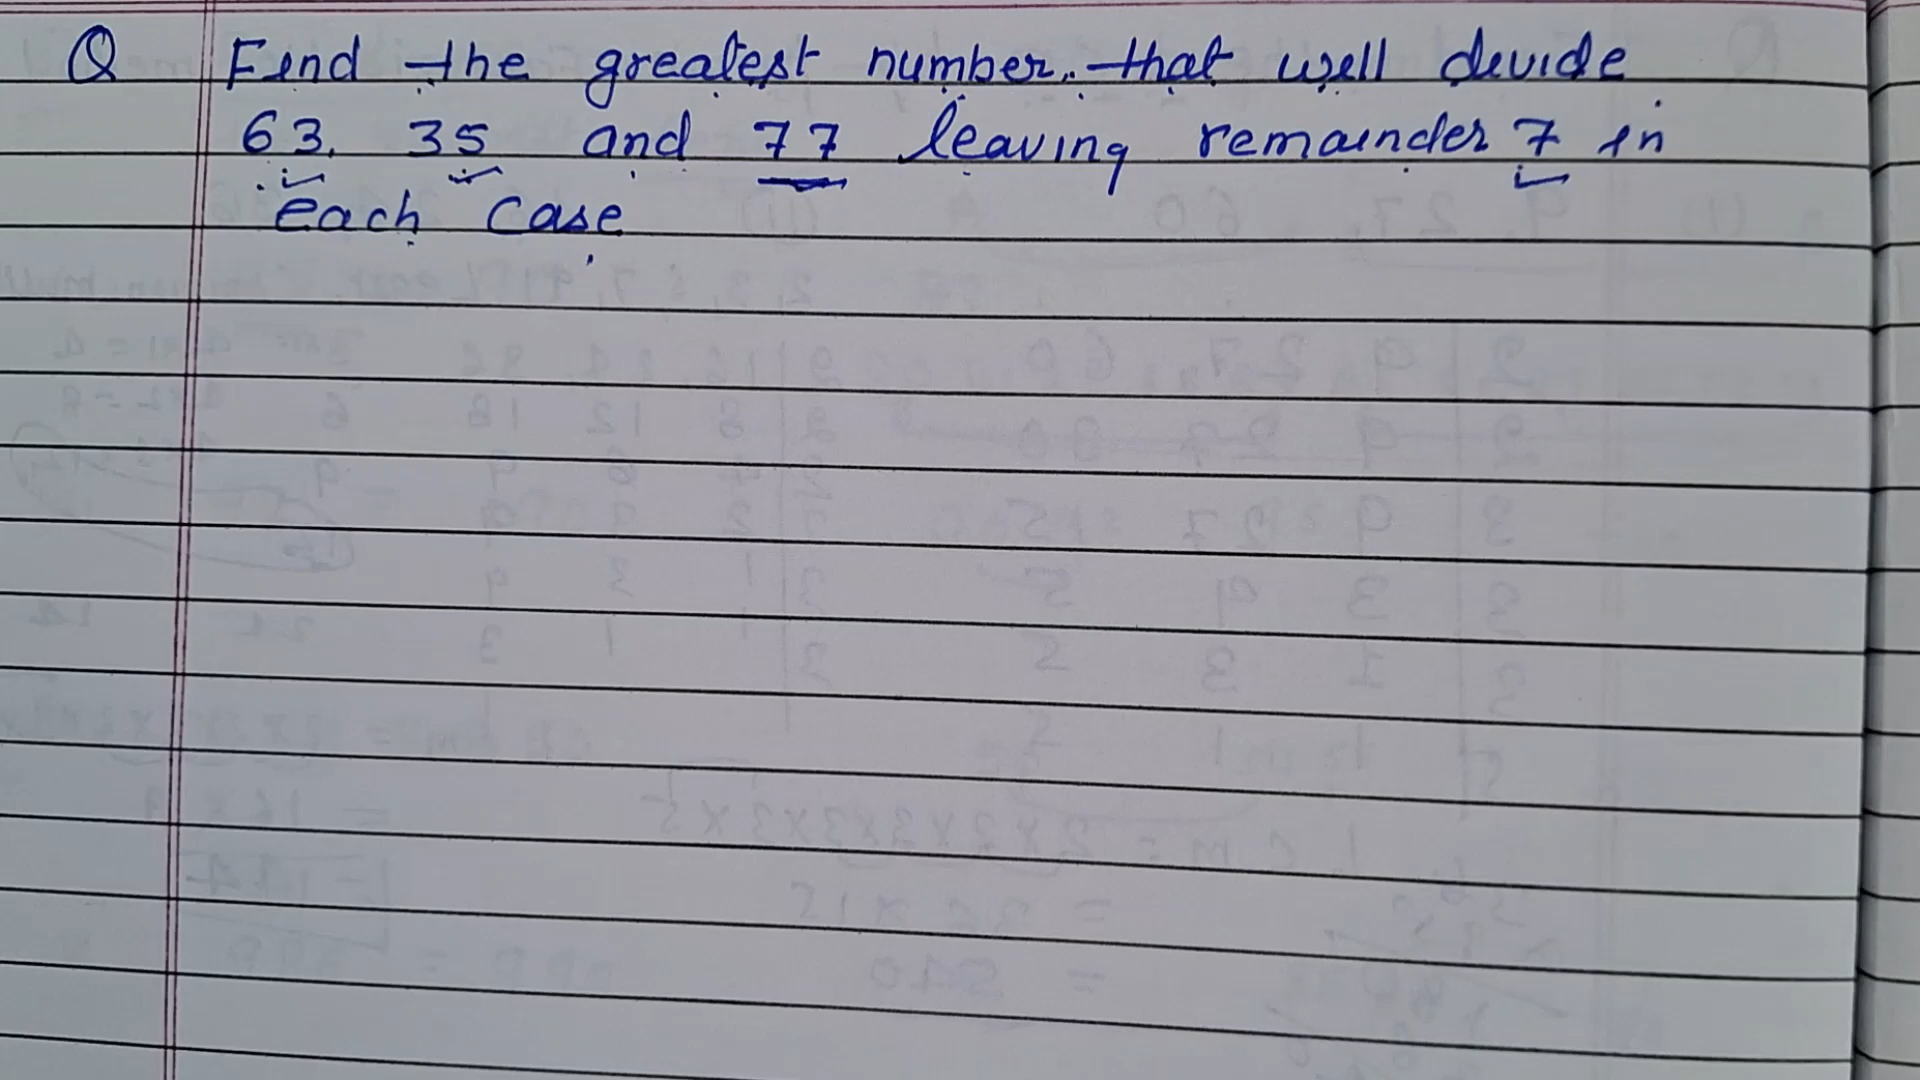 Q Find the greatest number. that will divide
63, 35 and 77 leaving remainder 7 in
each case